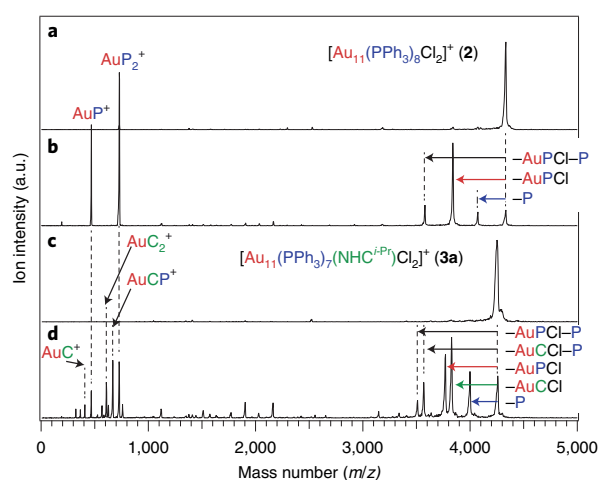 a
[Au11(PPh3)8Cl2]+ (2)
AuP2+
AuP+
b
–AuPCl–P
–AuPCl
–P
c
AuC2+
[Au11(PPh3)7(NHCi-Pr)Cl2]+ (3a)
AuCP+
d
AuC+
–AuPCl–P
–AuCCl–P
–AuPCl
–AuCCl
–P
Ion intensity (a.u.)
0 1,000 2,000 3,000 4,000 5,000
Mass number (m/z)